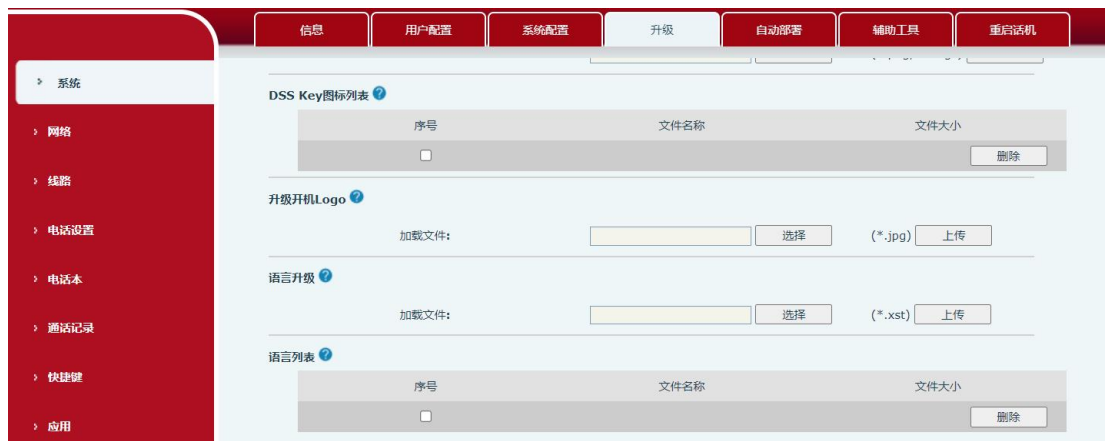 信息 用户配置 系统配置 升级 自动部署 辅助工具 重启话机
› 系统
› 网络
› 线路
› 电话设置
› 电话本
› 通话记录
› 快捷键
› 应用
DSS Key图标列表 ?
序号 文件名称 文件大小
删除
升级开机Logo ?
加载文件: 选择 (*.jpg) 上传
语言升级 ?
加载文件: 选择 (*.xst) 上传
语言列表 ?
序号 文件名称 文件大小
删除